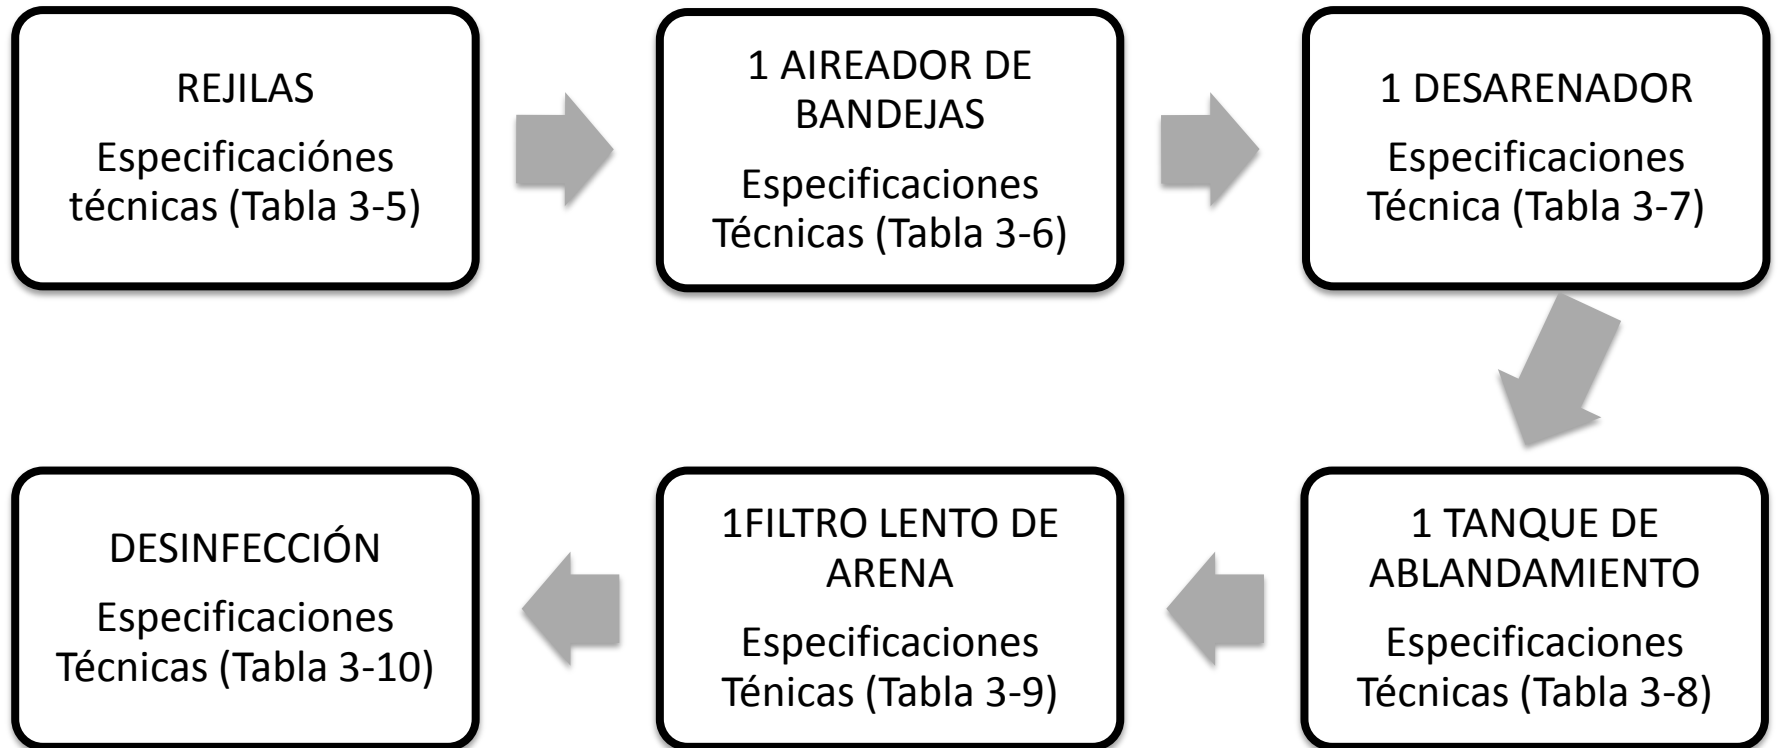 REJILAS
Especificaciónes
técnicas (Tabla 3-5)
1 AIREADOR DE
BANDEJAS
Especificaciones
Técnicas (Tabla 3-6)
1 DESARENADOR
Especificaciones
Técnica (Tabla 3-7)
1 TANQUE DE
ABLANDAMIENTO
Especificaciones
Técnicas (Tabla 3-8)
1FILTRO LENTO DE
ARENA
Especificaciones
Ténicas (Tabla 3-9)
DESINFECCIÓN
Especificaciones
Técnicas (Tabla 3-10)